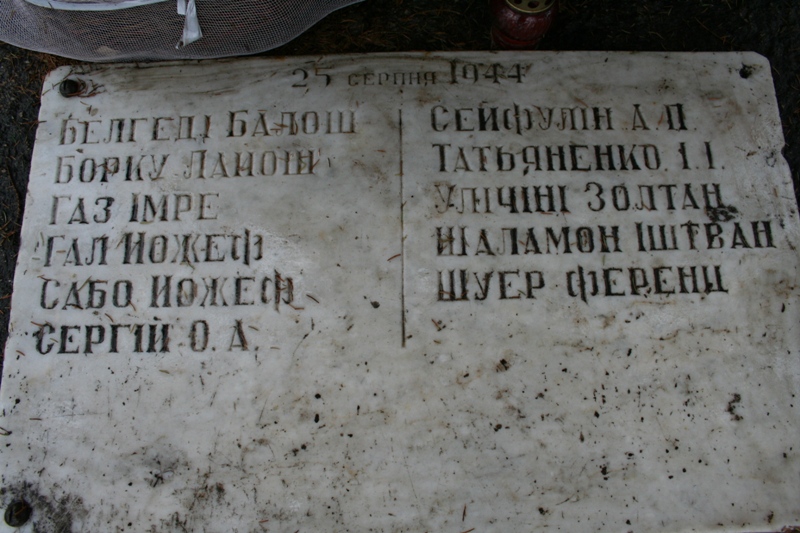 25 серпня 1944
Белгеді Балош
Борку Лайош
Газ Імре
Гал Йожеф
Сабо Йожеф
Сергій О. А.
Сейфулін А. П.
Татьяненко І. І.
Улічіні Золтан
Шаламон Іштван
Шуер Ференц